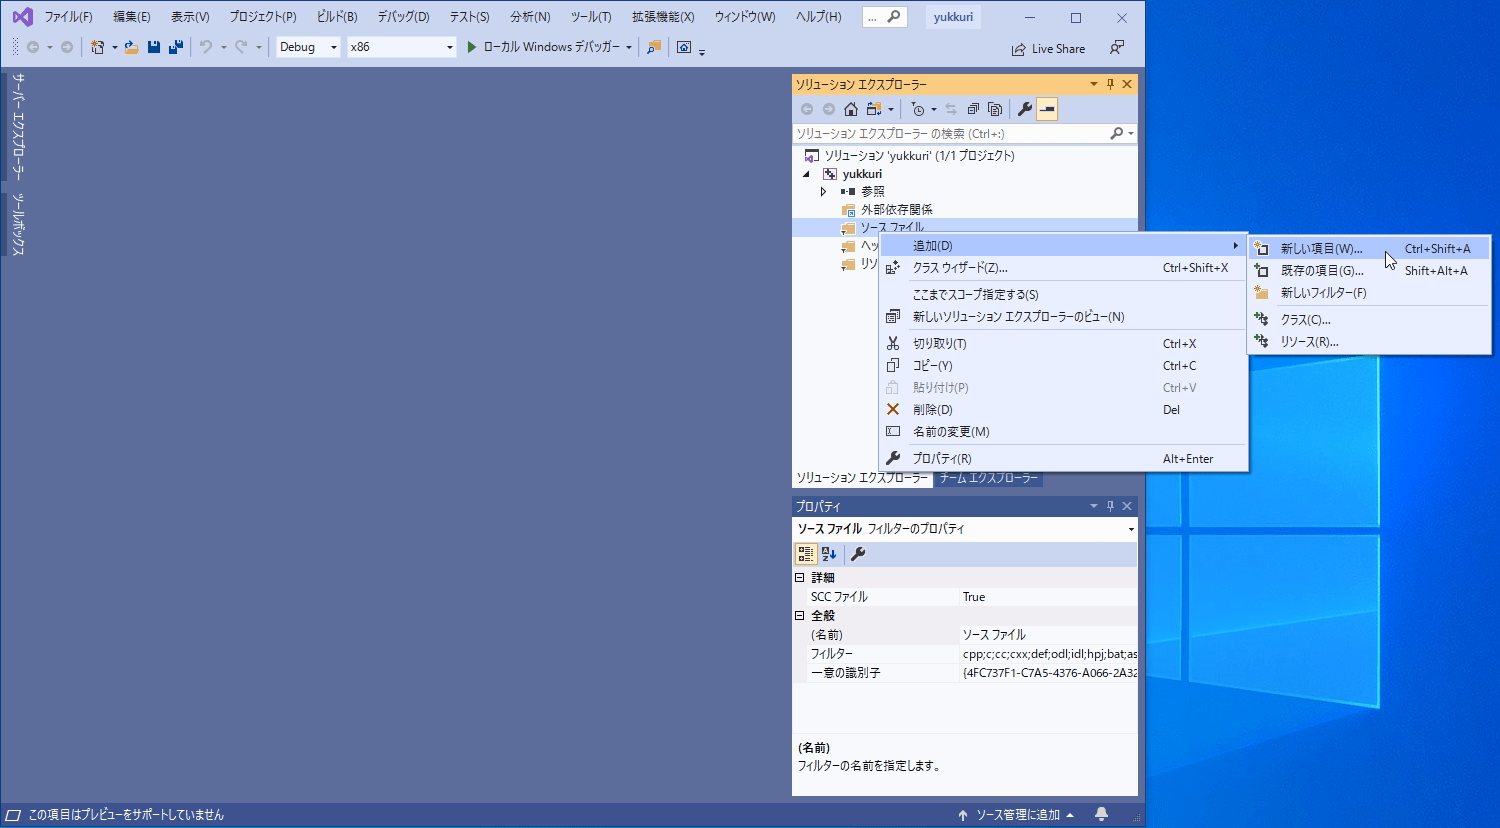 ファイル(F) 編集(E) 表示(V) プロジェクト(P) ビルド(B) デバッグ(D) テスト(S) 分析(N) ツール(T) 拡張機能(X) ウィンドウ(W) ヘルプ(H) ... yukkuri
Debug x86 ローカル Windows デバッガー Live Share
サーバー エクスプローラー
ツールボックス
ソリューション エクスプローラー
ソリューション エクスプローラー の検索 (Ctrl+:)
ソリューション 'yukkuri' (1/1 プロジェクト)
yukkuri
参照
外部依存関係
ソース ファイル
ヘッ
リソ
追加(D)
クラス ウィザード(Z)... Ctrl+Shift+X
ここまでスコープ指定する(S)
新しいソリューション エクスプローラーのビュー(N)
切り取り(T) Ctrl+X
コピー(Y) Ctrl+C
貼り付け(P) Ctrl+V
削除(D) Del
名前の変更(M)
プロパティ(R) Alt+Enter
新しい項目(W)... Ctrl+Shift+A
既存の項目(G)... Shift+Alt+A
新しいフィルター(F)
クラス(C)...
リソース(R)...
ソリューション エクスプローラー チーム エクスプローラー
プロパティ
ソース ファイル フィルターのプロパティ
詳細
SCC ファイル True
全般
(名前) ソース ファイル
フィルター cpp;c;cc;cxx;def;odl;idl;hpj;bat;as
一意の識別子 {4FC737F1-C7A5-4376-A066-2A32
(名前)
フィルターの名前を指定します。
この項目はプレビューをサポートしていません ソース管理に追加